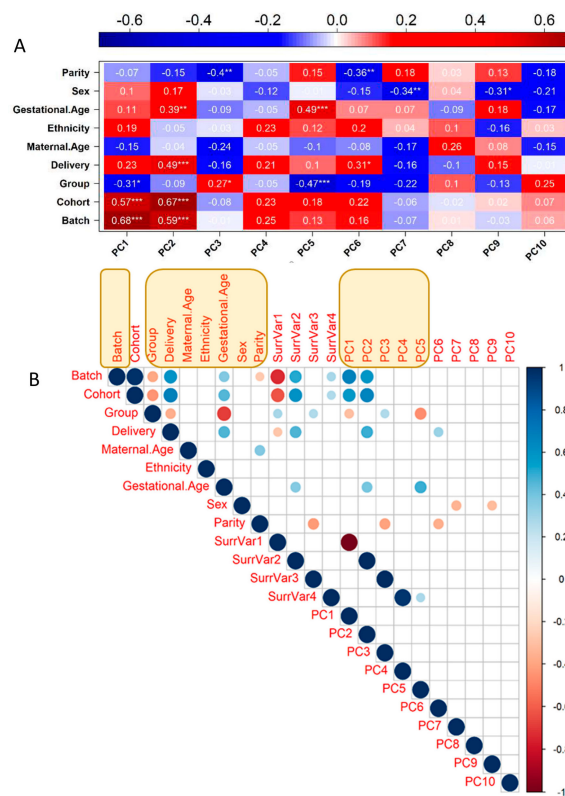 -0.6 -0.4 -0.2 0.0 0.2 0.4 0.6
A
Parity -0.07 -0.15 -0.4** -0.05 0.15 -0.36** 0.18 0.03 0.13 -0.18
Sex 0.1 0.17 -0.03 -0.12 -0.15 -0.34** 0.04 -0.31* -0.21
Gestational.Age 0.11 0.39** -0.09 -0.05 0.49*** 0.07 0.07 -0.09 0.18 -0.17
Ethnicity 0.19 -0.05 -0.03 0.23 0.12 0.2 0.04 0.1 -0.16 0.03
Maternal.Age -0.15 -0.04 -0.24 -0.05 -0.1 -0.08 -0.17 0.26 0.08 -0.15
Delivery 0.23 0.49*** -0.16 0.21 0.1 0.31* -0.16 -0.1 0.15
Group -0.31* -0.09 0.27* -0.05 -0.47*** -0.19 -0.22 0.1 -0.13 0.25
Cohort 0.57*** 0.67*** -0.08 0.23 0.18 0.22 -0.06 -0.02 0.02 0.07
Batch 0.68*** 0.59*** 0.25 0.13 0.16 -0.07 -0.03 0.06
PC1 PC2 PC3 PC4 PC5 PC6 PC7 PC8 PC9 PC10
Batch Cohort Group Delivery Maternal.Age Ethnicity Gestational.Age Sex Parity SurrVar1 SurrVar2 SurrVar3 SurrVar4 PC1 PC2 PC3 PC4 PC5 PC6 PC7 PC8 PC9 PC10
B
Batch
Cohort
Group
Delivery
Maternal.Age
Ethnicity
Gestational.Age
Sex
Parity
SurrVar1
SurrVar2
SurrVar3
SurrVar4
PC1
PC2
PC3
PC4
PC5
PC6
PC7
PC8
PC9
PC10
1
0.8
0.6
0.4
0.2
0
-0.2
-0.4
-0.6
-0.8
-1